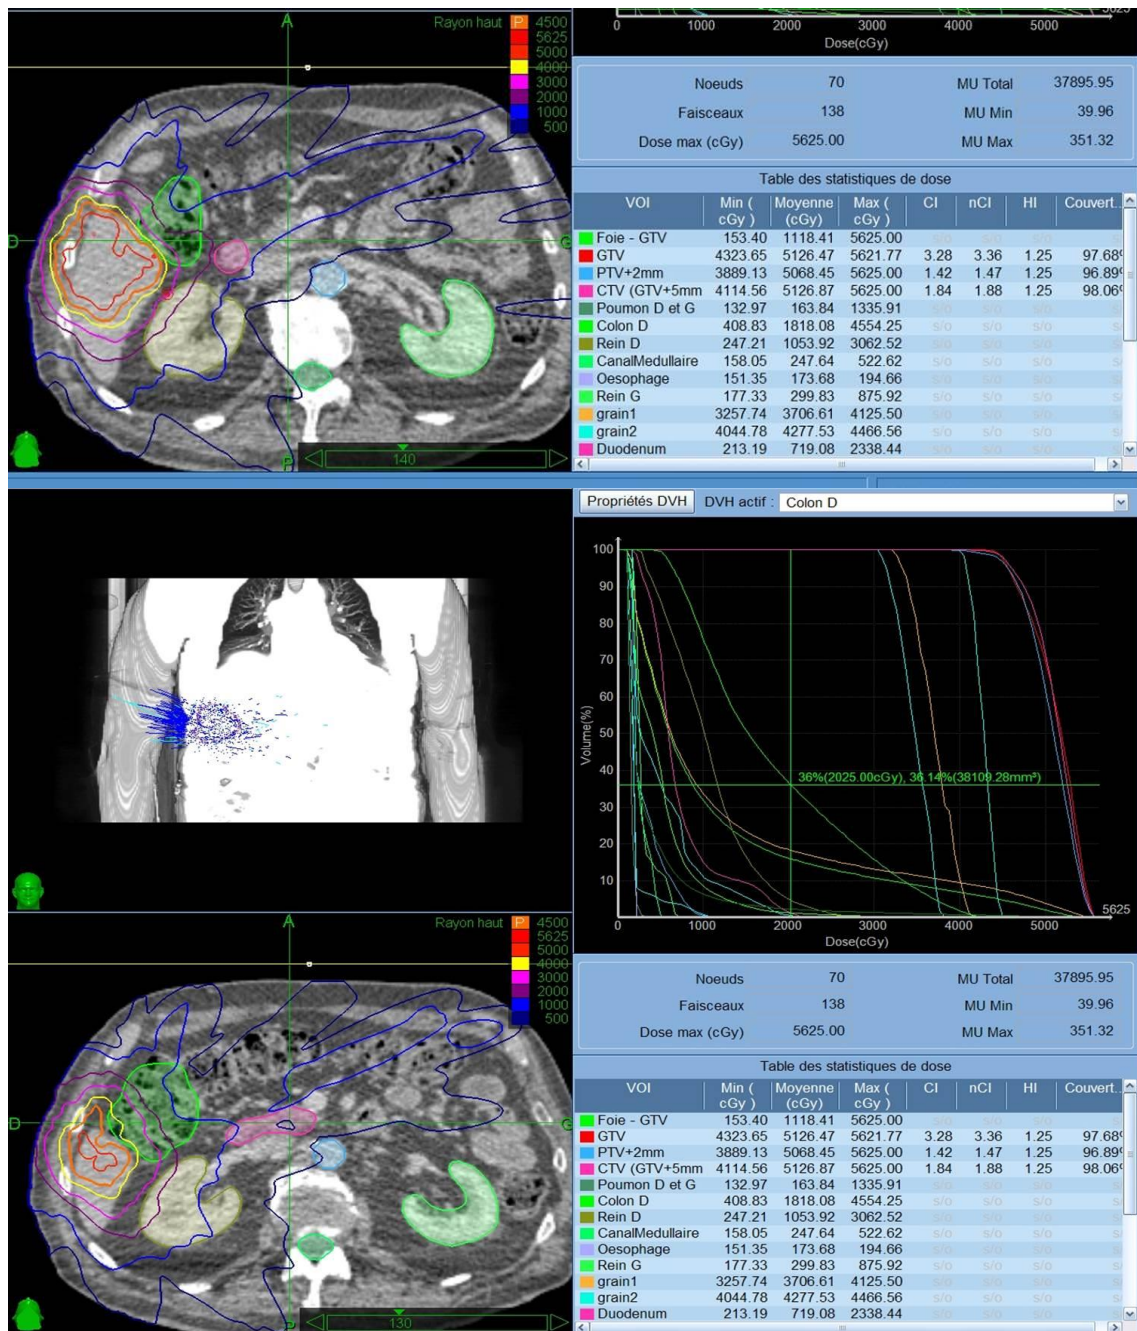 A
Rayon haut
P 4500
5625
5000
4000
3000
2000
1000
500
D
G
P
140
0 1000 2000 3000 4000 5000
5625
Dose(cGy)
Noeuds 70 MU Total 37895.95
Faisceaux 138 MU Min 39.96
Dose max (cGy) 5625.00 MU Max 351.32
Table des statistiques de dose
VOI Min ( cGy ) Moyenne (cGy) Max ( cGy ) CI nCI HI Couvert...
Foie - GTV 153.40 1118.41 5625.00 s/o s/o s/o
GTV 4323.65 5126.47 5621.77 3.28 3.36 1.25 97.68
PTV+2mm 3889.13 5068.45 5625.00 1.42 1.47 1.25 96.89
CTV (GTV+5mm 4114.56 5126.87 5625.00 1.84 1.88 1.25 98.06
Poumon D et G 132.97 163.84 1335.91 s/o s/o s/o
Colon D 408.83 1818.08 4554.25 s/o s/o s/o
Rein D 247.21 1053.92 3062.52 s/o s/o s/o
CanalMedullaire 158.05 247.64 522.62 s/o s/o s/o
Oesophage 151.35 173.68 194.66 s/o s/o s/o
Rein G 177.33 299.83 875.92 s/o s/o s/o
grain1 3257.74 3706.61 4125.50 s/o s/o s/o
grain2 4044.78 4277.53 4466.56 s/o s/o s/o
Duodenum 213.19 719.08 2338.44 s/o s/o s/o
Propriétés DVH DVH actif : Colon D
100
90
80
70
60
50
40
30
20
10
Volume(%)
36%(2025.00cGy), 36.14%(38109.28mm³)
5625
0 1000 2000 3000 4000 5000
Dose(cGy)
A
Rayon haut
P 4500
5625
5000
4000
3000
2000
1000
500
D
G
P
130
Noeuds 70 MU Total 37895.95
Faisceaux 138 MU Min 39.96
Dose max (cGy) 5625.00 MU Max 351.32
Table des statistiques de dose
VOI Min ( cGy ) Moyenne (cGy) Max ( cGy ) CI nCI HI Couvert...
Foie - GTV 153.40 1118.41 5625.00 s/o s/o s/o
GTV 4323.65 5126.47 5621.77 3.28 3.36 1.25 97.68
PTV+2mm 3889.13 5068.45 5625.00 1.42 1.47 1.25 96.89
CTV (GTV+5mm 4114.56 5126.87 5625.00 1.84 1.88 1.25 98.06
Poumon D et G 132.97 163.84 1335.91 s/o s/o s/o
Colon D 408.83 1818.08 4554.25 s/o s/o s/o
Rein D 247.21 1053.92 3062.52 s/o s/o s/o
CanalMedullaire 158.05 247.64 522.62 s/o s/o s/o
Oesophage 151.35 173.68 194.66 s/o s/o s/o
Rein G 177.33 299.83 875.92 s/o s/o s/o
grain1 3257.74 3706.61 4125.50 s/o s/o s/o
grain2 4044.78 4277.53 4466.56 s/o s/o s/o
Duodenum 213.19 719.08 2338.44 s/o s/o s/o